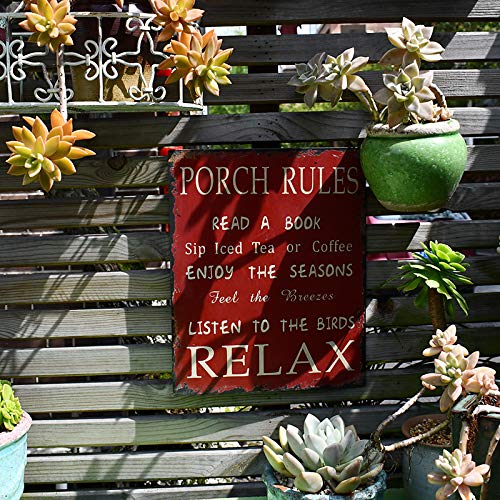 PORCH RULES
READ A BOOK
Sip Iced Tea or Coffee
ENJOY THE SEASONS
Feel the Breezes
LISTEN TO THE BIRDS
RELAX